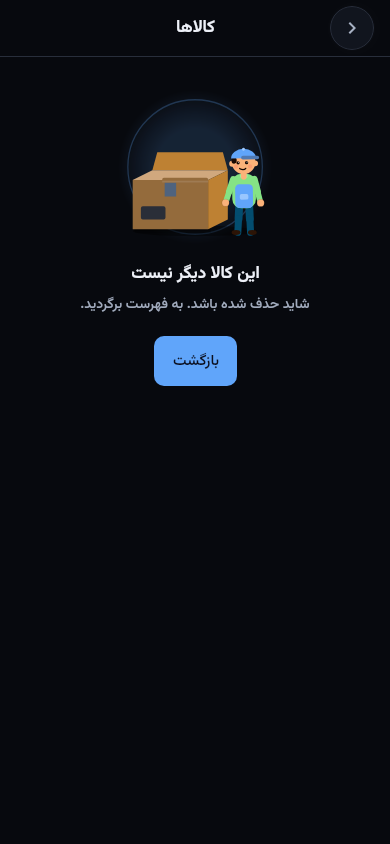 کالاها
این کالا دیگر نیست
شاید حذف شده باشد. به فهرست برگردید.
بازگشت